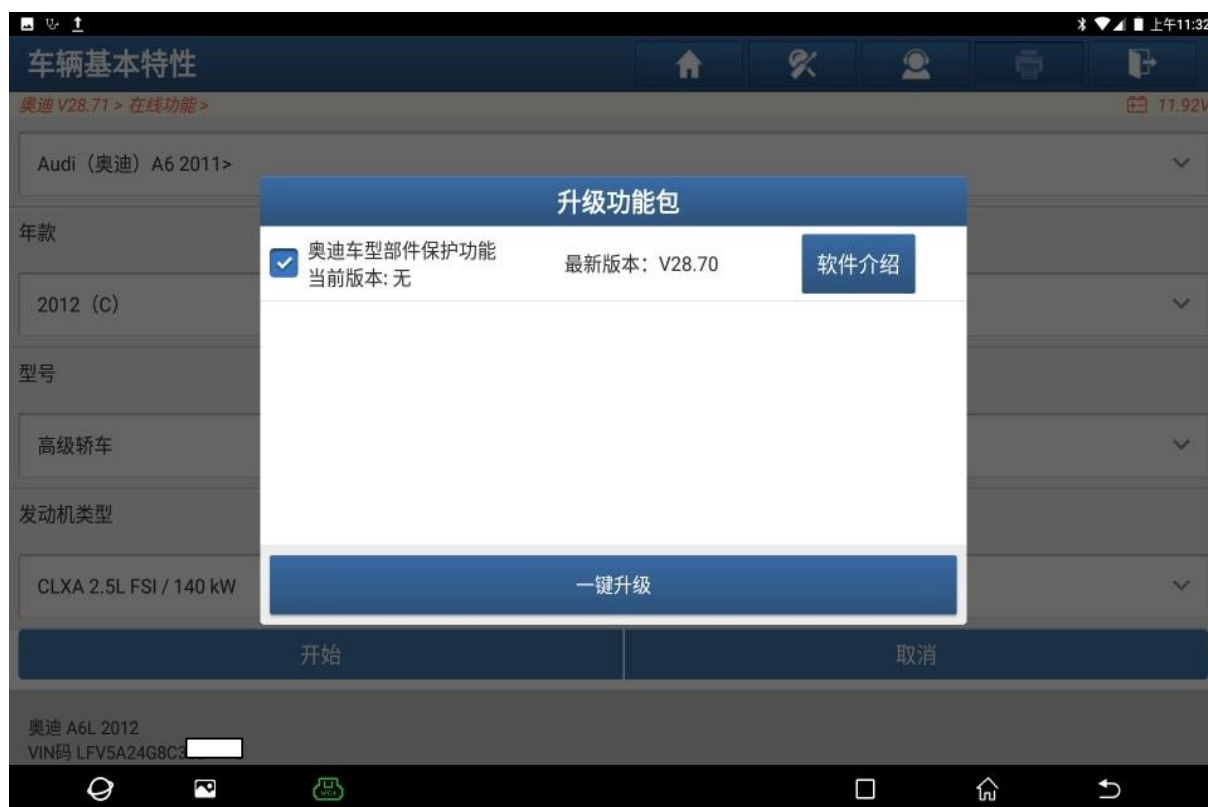 上午11:32
车辆基本特性
奥迪 V28.71 > 在线功能 >
11.92V
Audi（奥迪）A6 2011>
升级功能包
年款
奥迪车型部件保护功能
当前版本: 无
最新版本：V28.70
软件介绍
2012（C）
型号
高级轿车
发动机类型
CLXA 2.5L FSI / 140 kW
一键升级
开始
取消
奥迪 A6L 2012
VIN码 LFV5A24G8C3
VCI